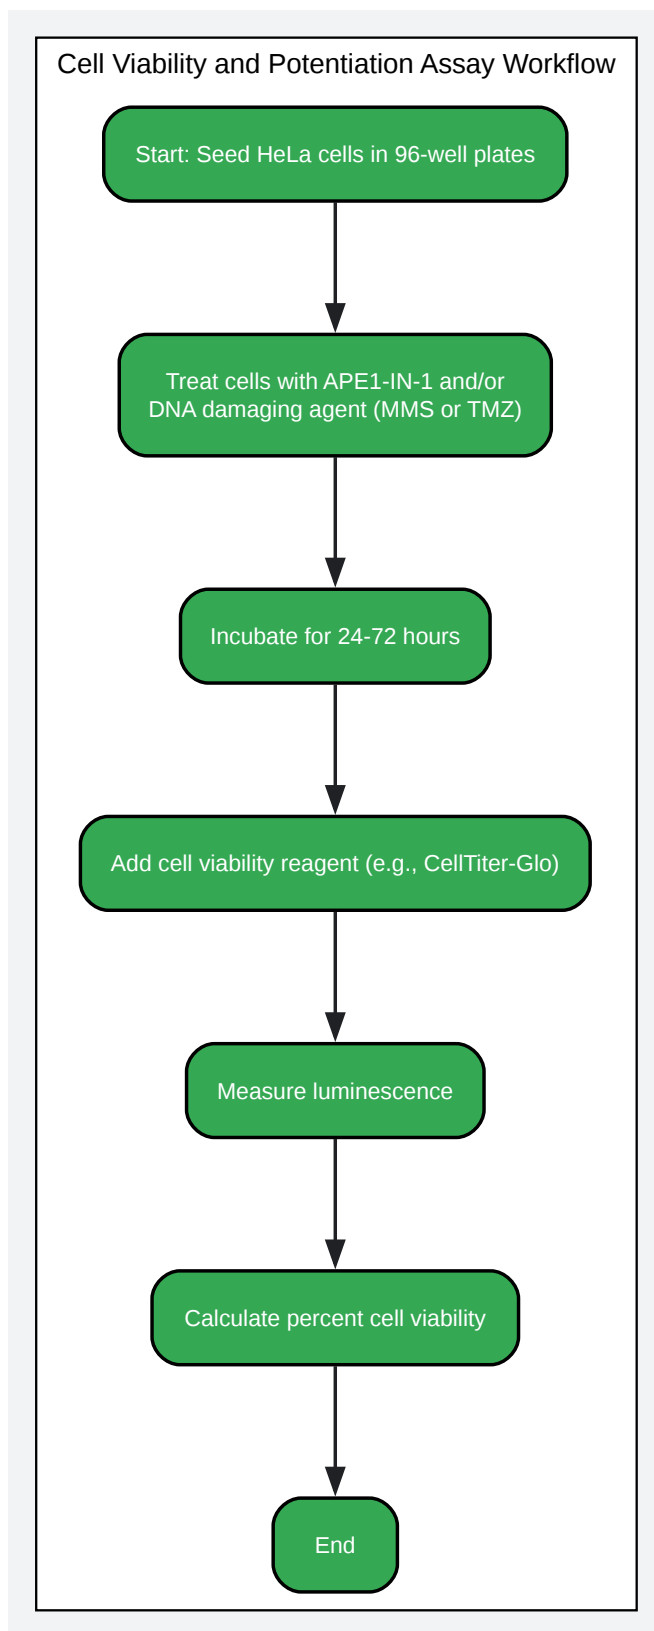 Cell Viability and Potentiation Assay Workflow
Start: Seed HeLa cells in 96-well plates
Treat cells with APE1-IN-1 and/or
DNA damaging agent (MMS or TMZ)
Incubate for 24-72 hours
Add cell viability reagent (e.g., CellTiter-Glo)
Measure luminescence
Calculate percent cell viability
End